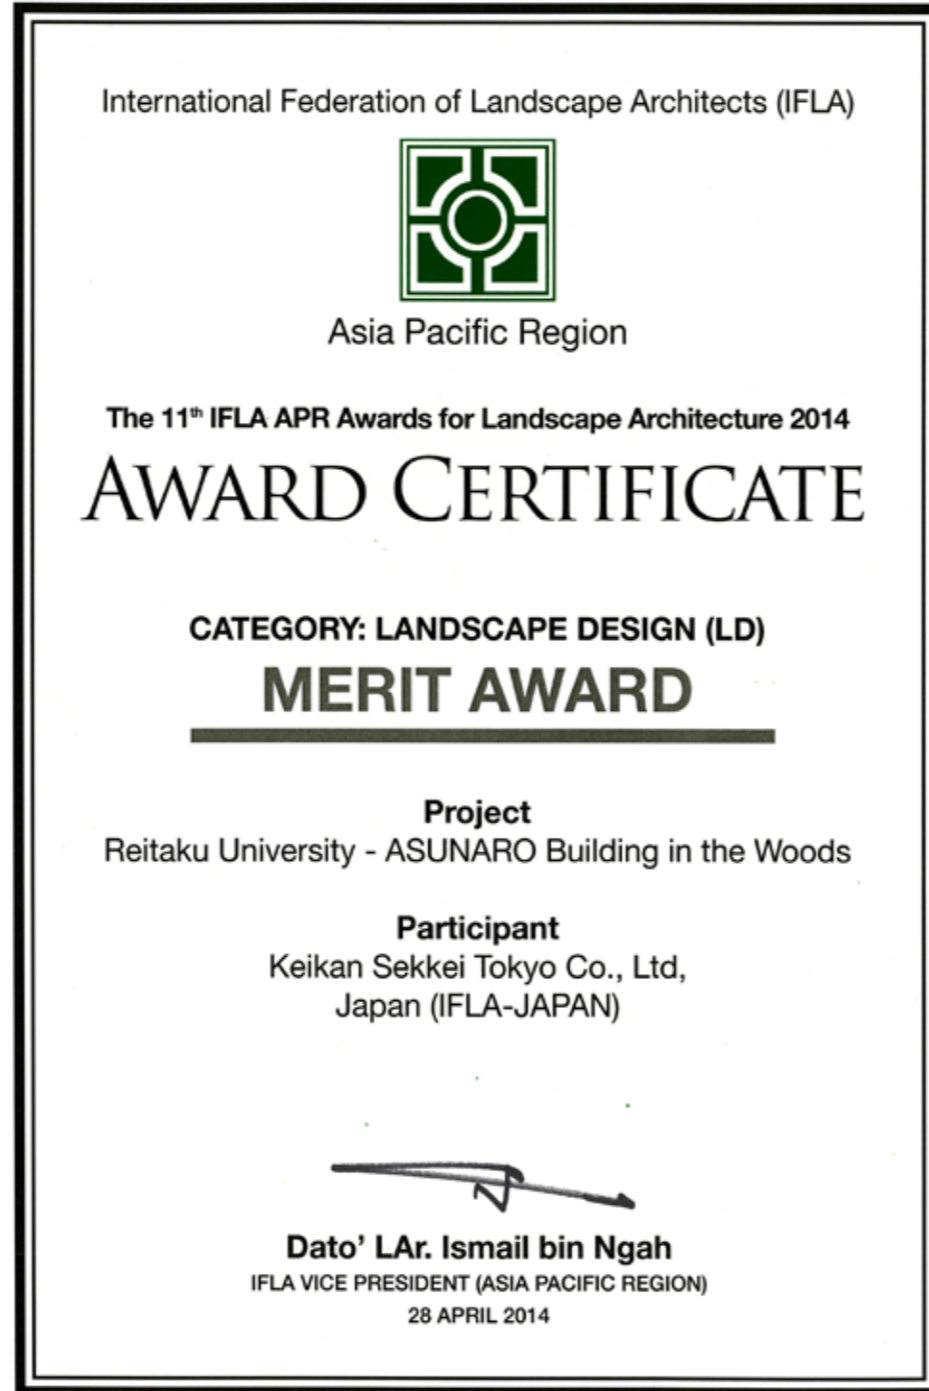 International Federation of Landscape Architects (IFLA)
Asia Pacific Region
The 11th IFLA APR Awards for Landscape Architecture 2014
AWARD CERTIFICATE
CATEGORY: LANDSCAPE DESIGN (LD)
MERIT AWARD
Project
Reitaku University - ASUNARO Building in the Woods
Participant
Keikan Sekkei Tokyo Co., Ltd,
Japan (IFLA-JAPAN)
Dato' LAr. Ismail bin Ngah
IFLA VICE PRESIDENT (ASIA PACIFIC REGION)
28 APRIL 2014